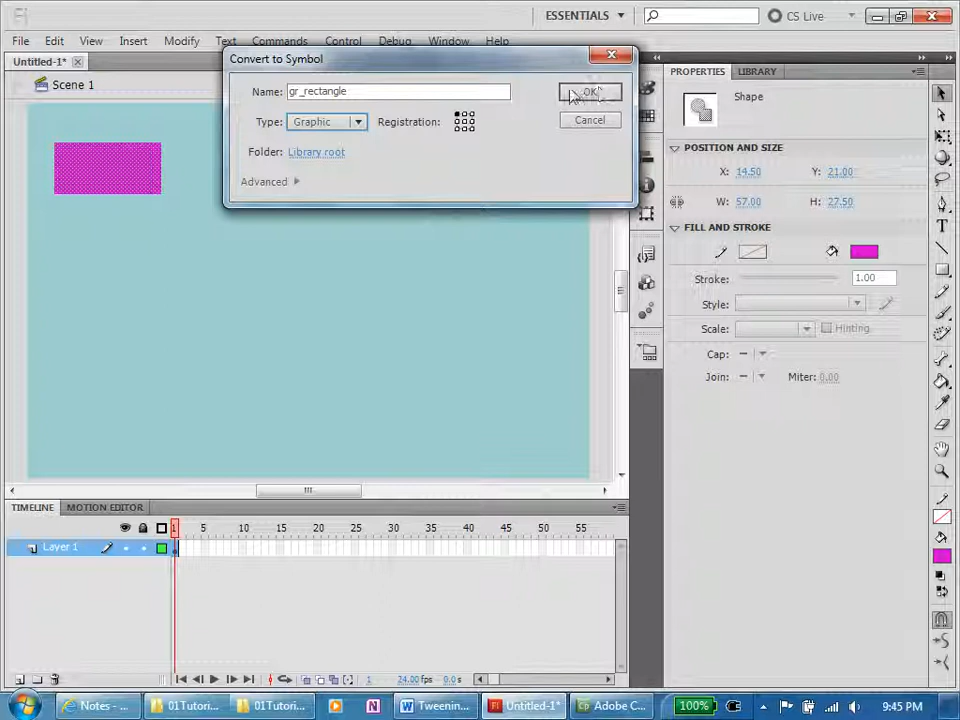 Fl
ESSENTIALS
CS Live
File Edit View Insert Modify Text Commands Control Debug Window Help
Untitled-1*
Scene 1
Convert to Symbol
Name: gr_rectangle
OK
Type: Graphic
Registration:
Cancel
Folder: Library root
Advanced
PROPERTIES LIBRARY
Shape
POSITION AND SIZE
X: 14.50 Y: 21.00
W: 57.00 H: 27.50
FILL AND STROKE
Stroke: 1.00
Style:
Scale: Hinting
Cap:
Join: Miter: 0.00
TIMELINE MOTION EDITOR
1 5 10 15 20 25 30 35 40 45 50 55
Layer 1
1 24.00 fps 0.0s
Notes - ... 01Tutori... 01Tutori... Tweenin... Untitled-1* Adobe C... 100% 9:45 PM